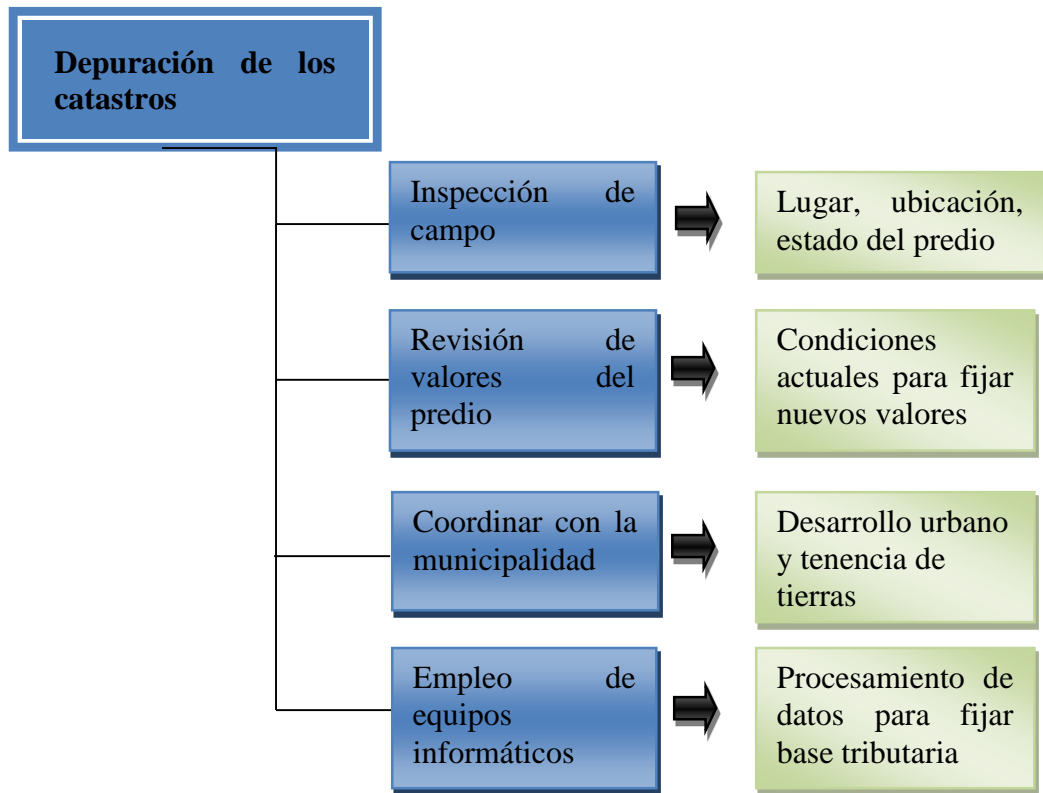 Depuración de los
catastros
Inspección de
campo
Lugar, ubicación,
estado del predio
Revisión de
valores del
predio
Condiciones
actuales para fijar
nuevos valores
Coordinar con la
municipalidad
Desarrollo urbano
y tenencia de
tierras
Empleo de
equipos
informáticos
Procesamiento de
datos para fijar
base tributaria